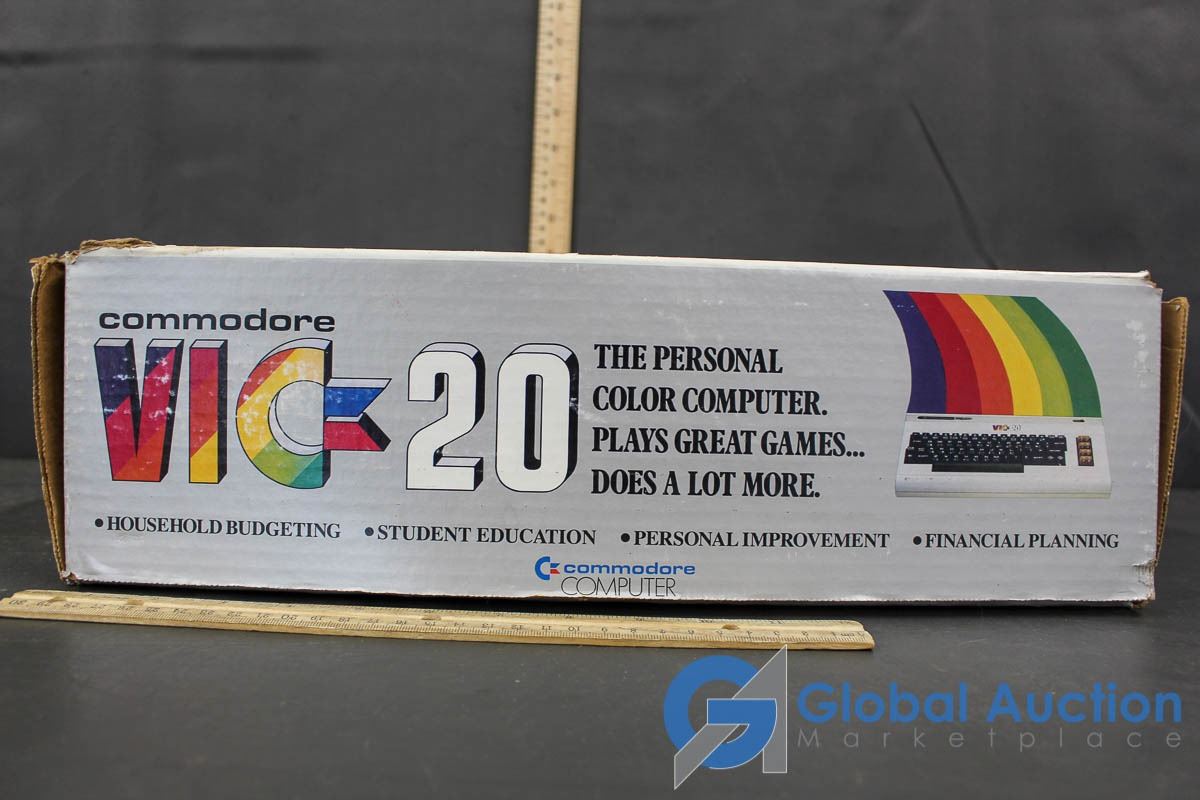 commodore
VIC-20
THE PERSONAL
COLOR COMPUTER.
PLAYS GREAT GAMES...
DOES A LOT MORE.
VIC-20
•HOUSEHOLD BUDGETING •STUDENT EDUCATION •PERSONAL IMPROVEMENT •FINANCIAL PLANNING
commodore
COMPUTER
Global Auction
Marketplace